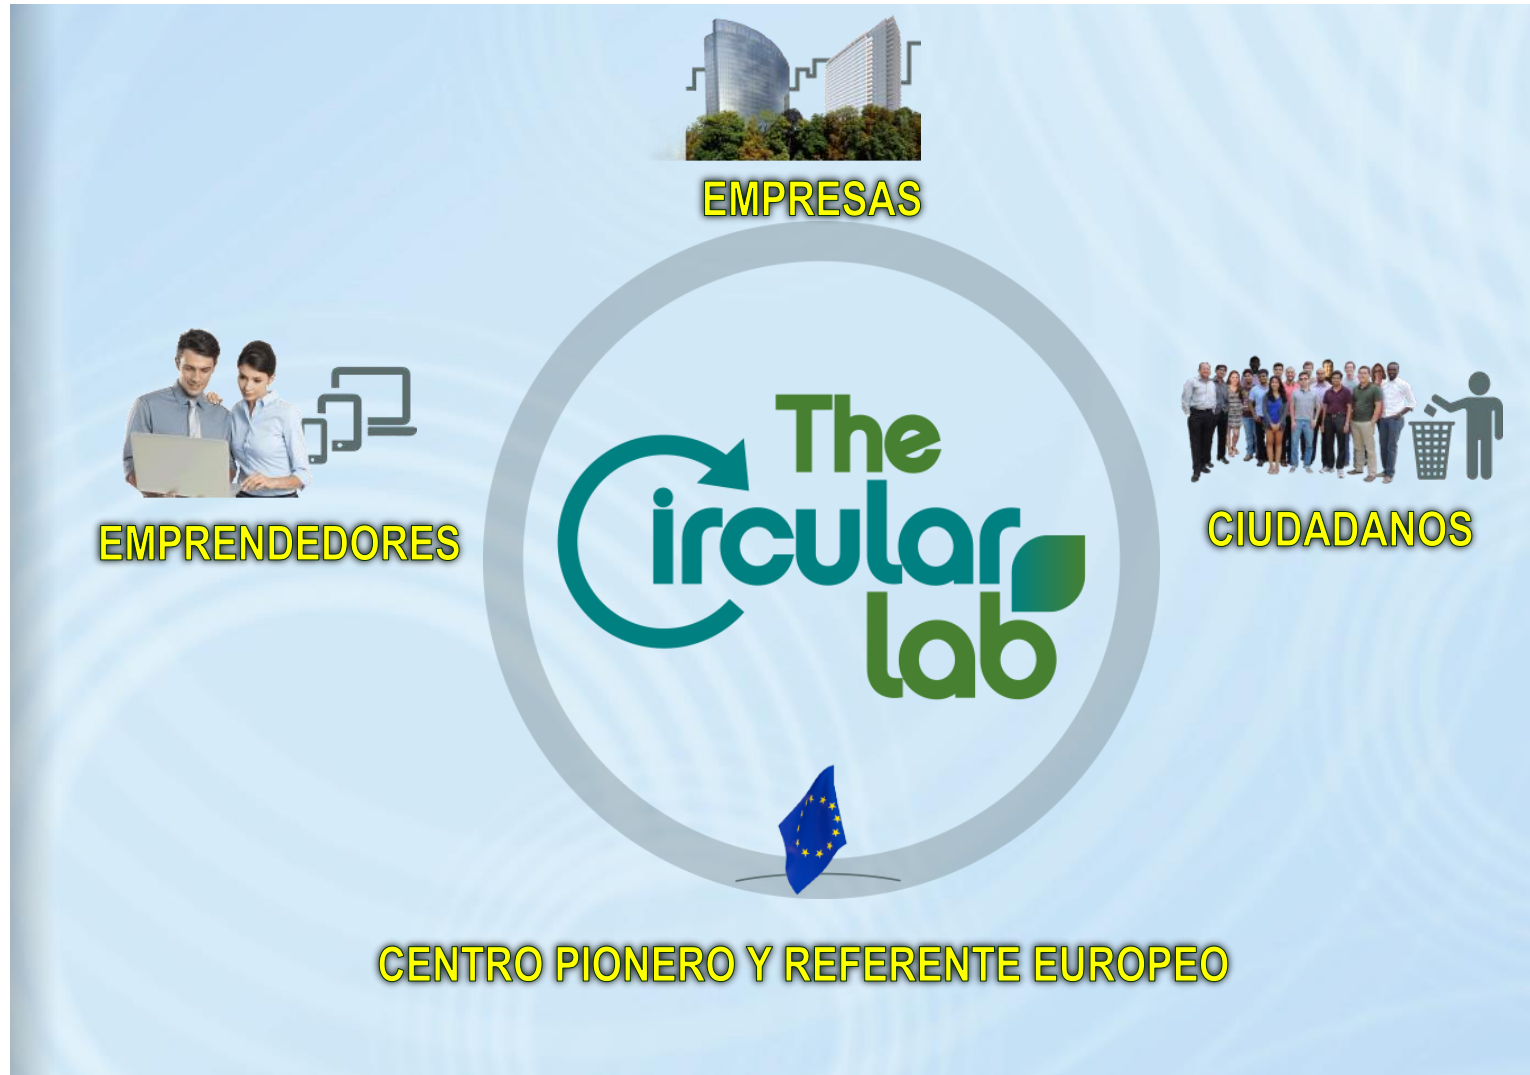 EMPRESAS
EMPRENDEDORES
CIUDADANOS
The
Circular
lab
CENTRO PIONERO Y REFERENTE EUROPEO